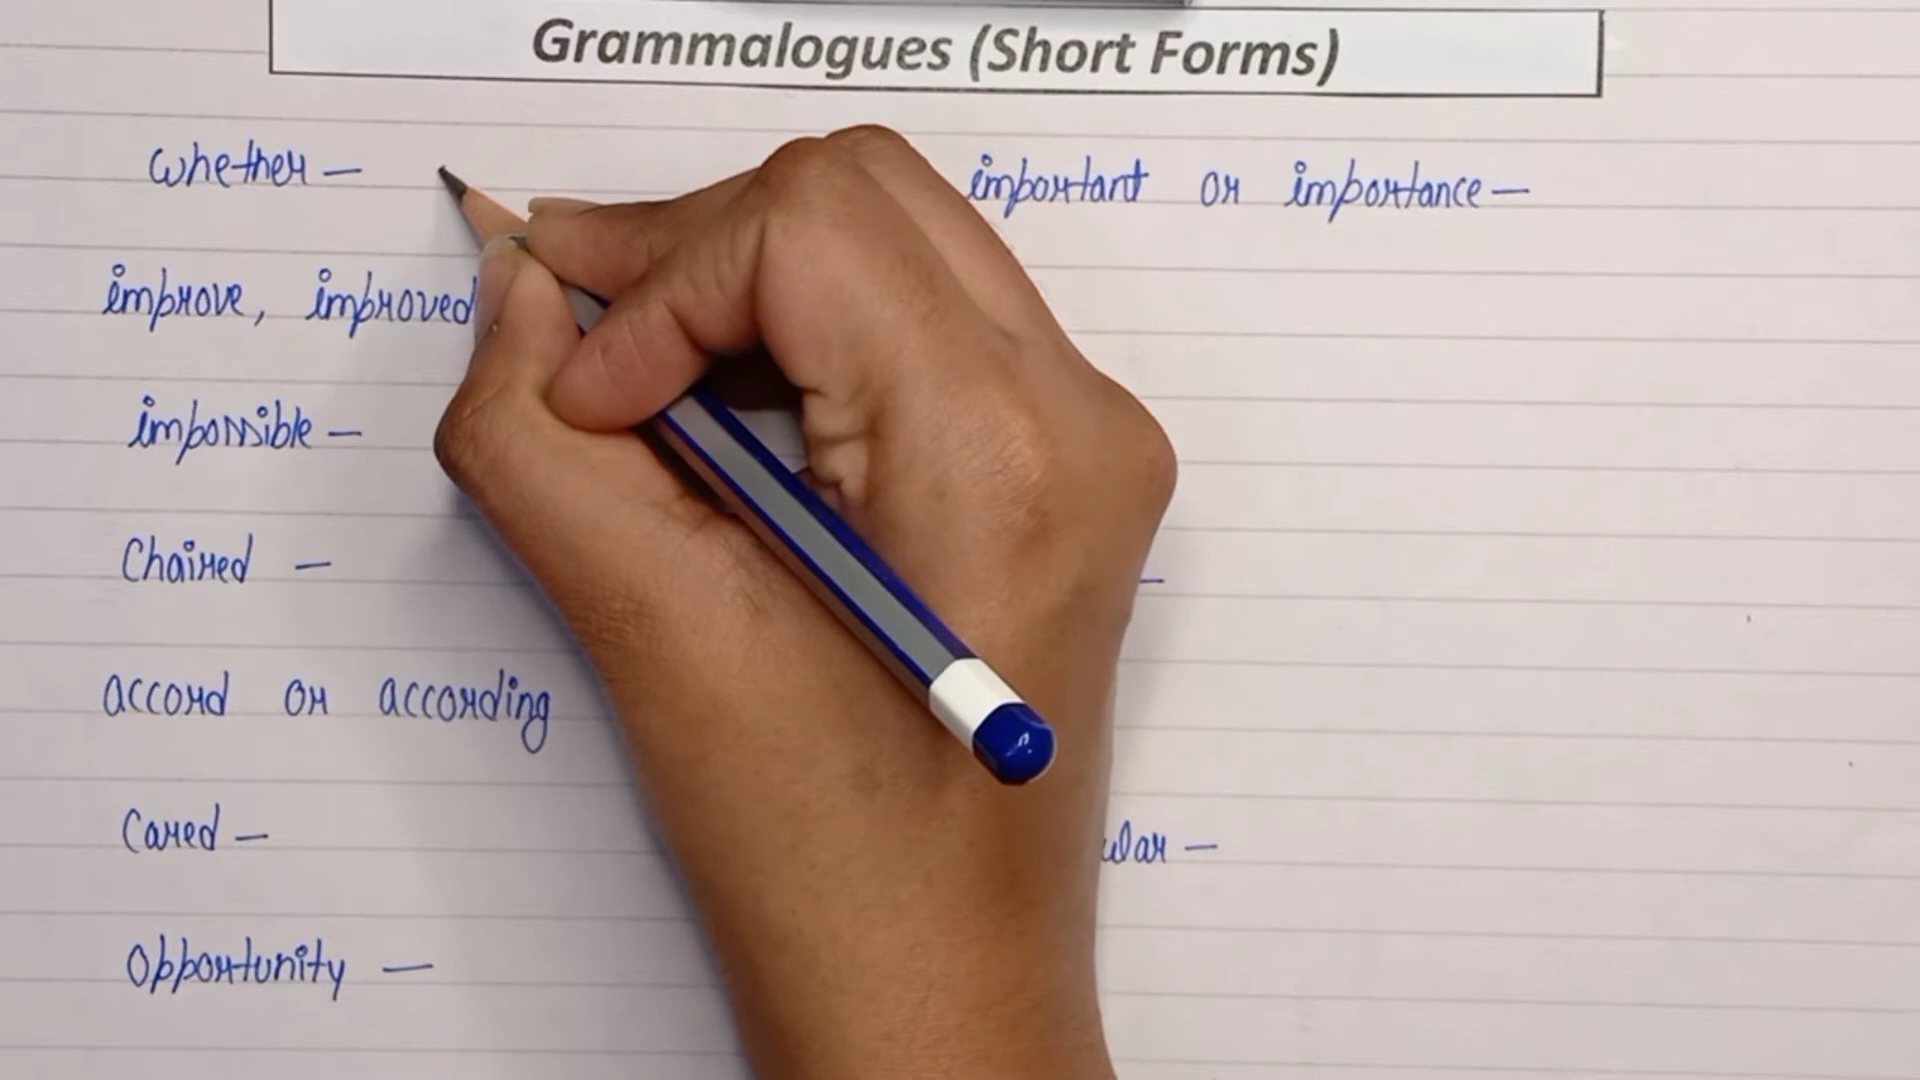 Grammalogues (Short Forms)
Whether —
important or importance —
improve, improved
impossible —
Chaired —
accord or according
Cared —
Opportunity —